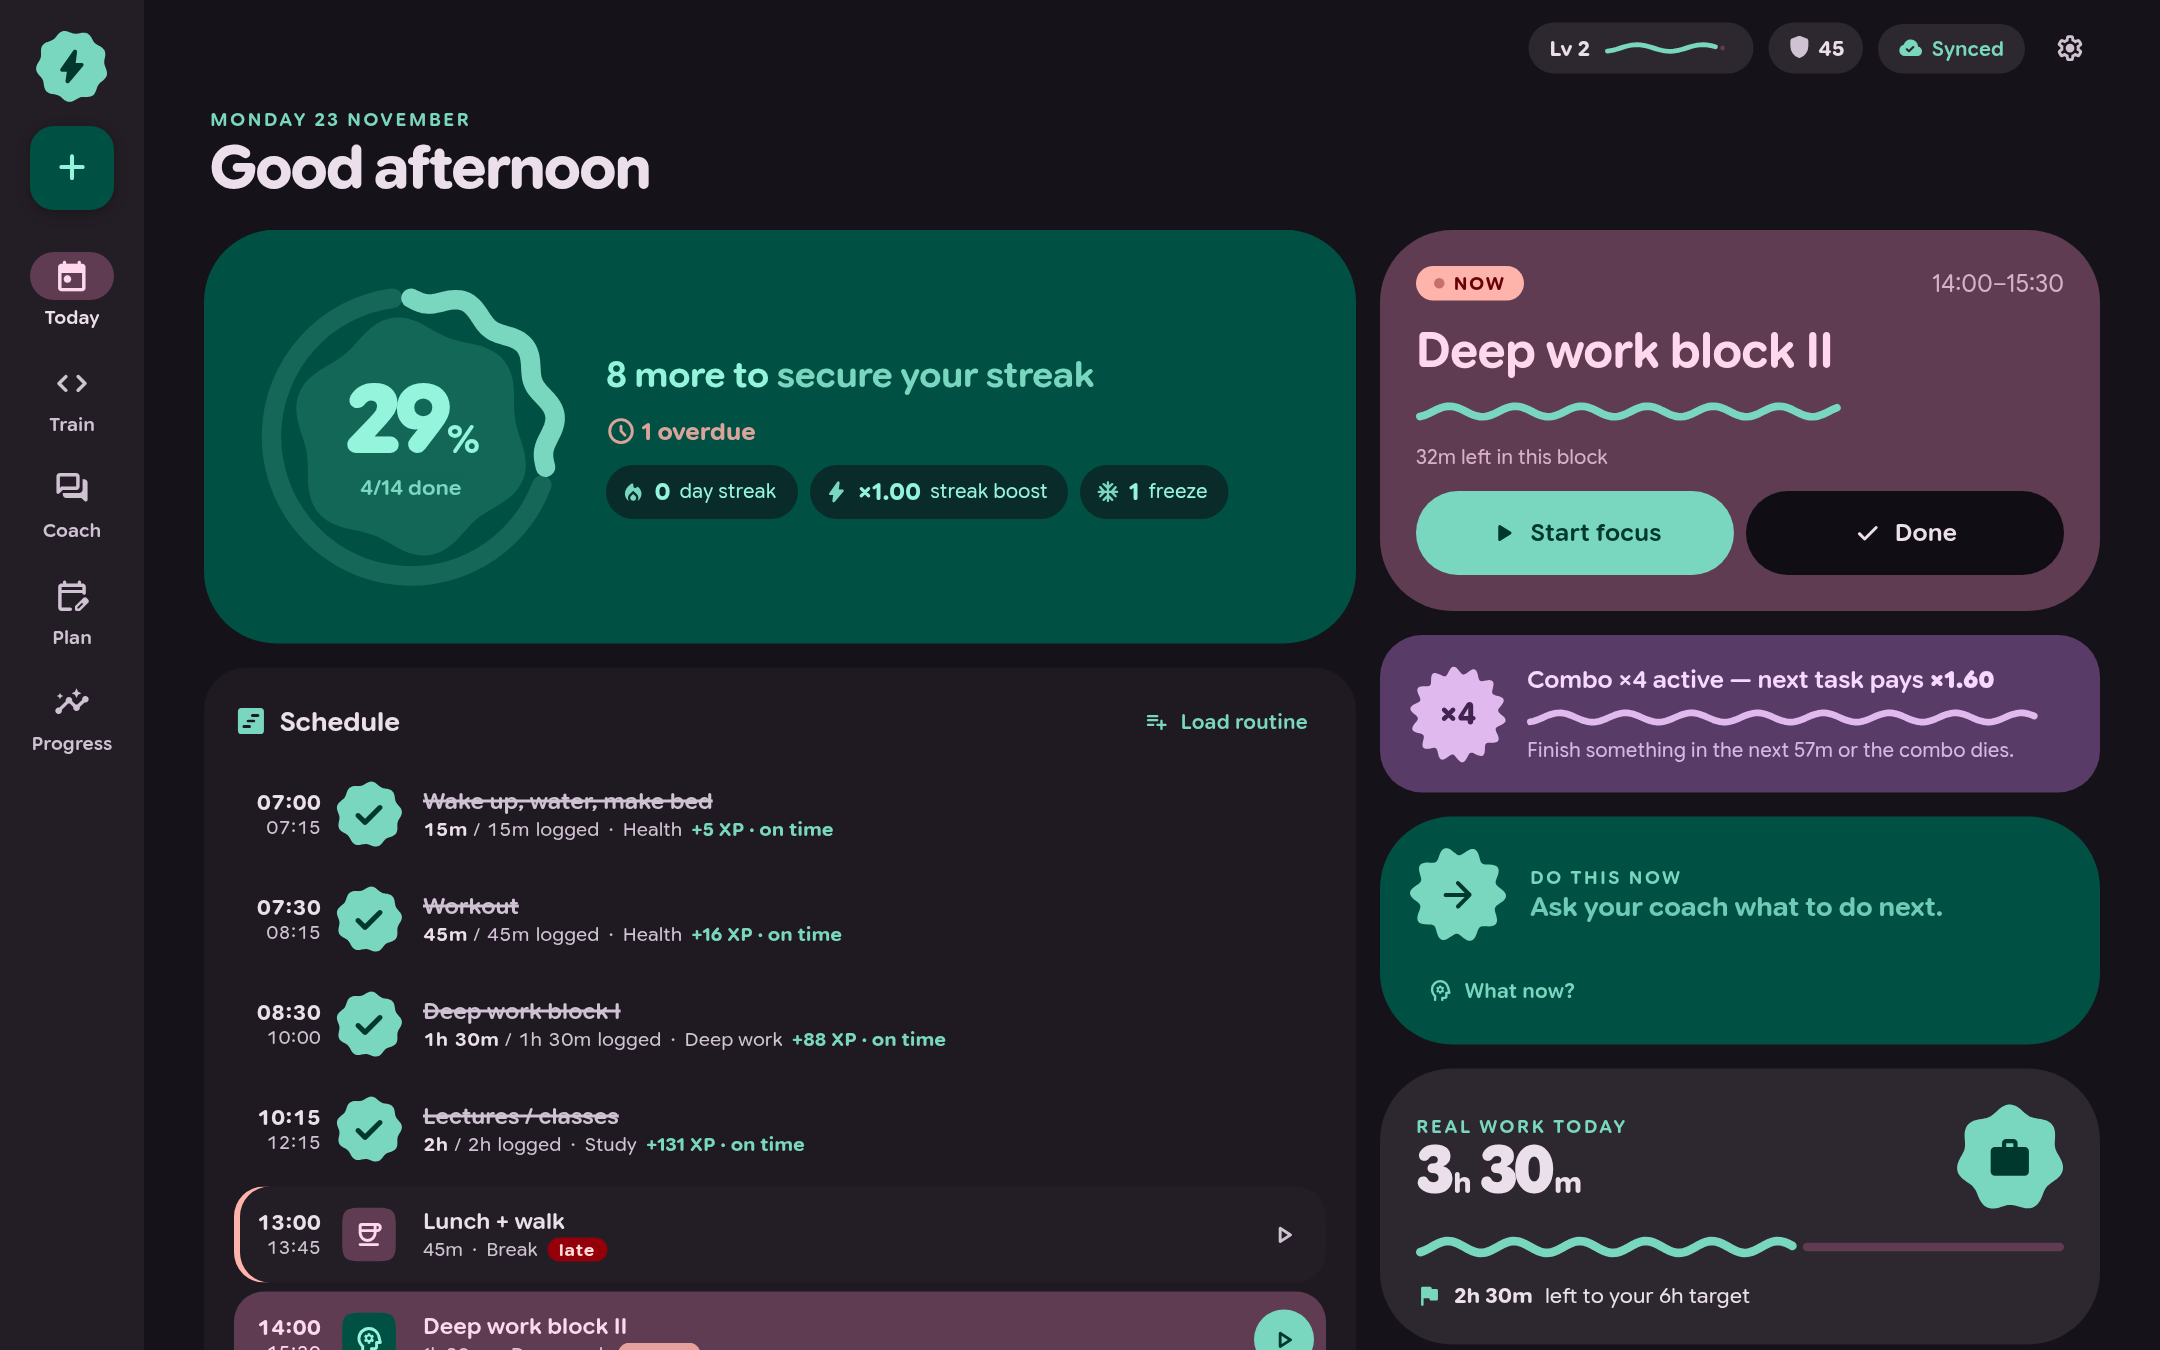 Lv 2
45
Synced
MONDAY 23 NOVEMBER
Good afternoon
Today
Train
Coach
Plan
Progress
29%
4/14 done
8 more to secure your streak
1 overdue
0 day streak
×1.00 streak boost
1 freeze
NOW
14:00–15:30
Deep work block II
32m left in this block
Start focus
Done
×4
Combo ×4 active — next task pays ×1.60
Finish something in the next 57m or the combo dies.
DO THIS NOW
Ask your coach what to do next.
What now?
REAL WORK TODAY
3h 30m
2h 30m left to your 6h target
Schedule
Load routine
07:00
07:15
Wake up, water, make bed
15m / 15m logged · Health +5 XP · on time
07:30
08:15
Workout
45m / 45m logged · Health +16 XP · on time
08:30
10:00
Deep work block I
1h 30m / 1h 30m logged · Deep work +88 XP · on time
10:15
12:15
Lectures / classes
2h / 2h logged · Study +131 XP · on time
13:00
13:45
Lunch + walk
45m · Break late
14:00
Deep work block II